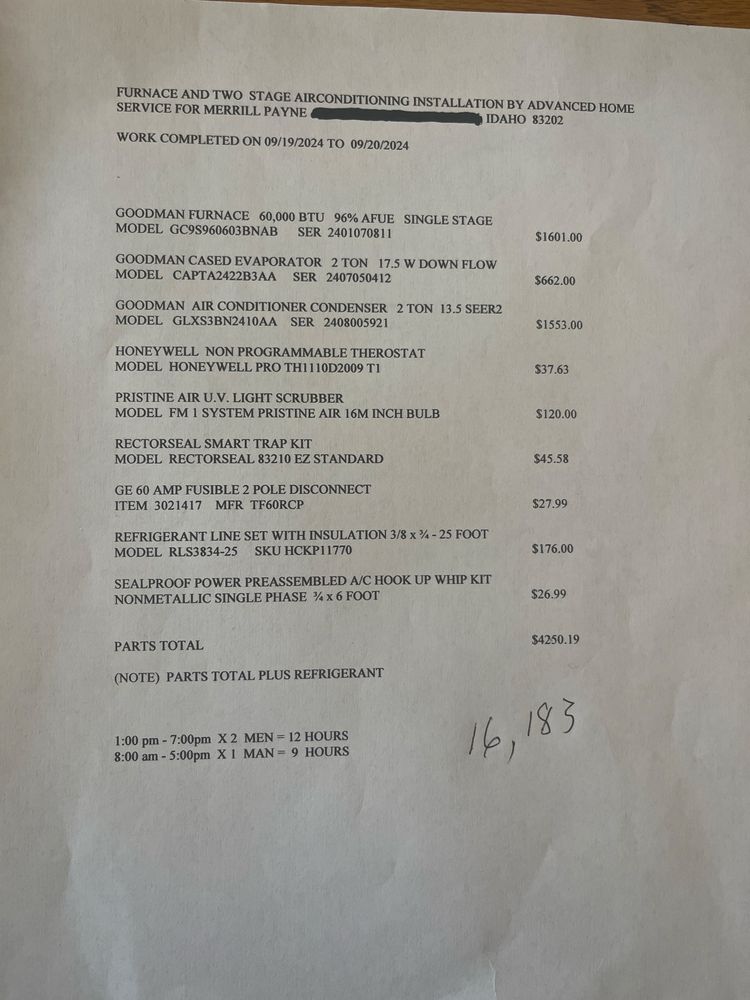 FURNACE AND TWO STAGE AIRCONDITIONING INSTALLATION BY ADVANCED HOME
SERVICE FOR MERRILL PAYNE IDAHO 83202
WORK COMPLETED ON 09/19/2024 TO 09/20/2024
GOODMAN FURNACE 60,000 BTU 96% AFUE SINGLE STAGE
MODEL GC9S960603BNAB SER 2401070811 $1601.00
GOODMAN CASED EVAPORATOR 2 TON 17.5 W DOWN FLOW
MODEL CAPTA2422B3AA SER 2407050412 $662.00
GOODMAN AIR CONDITIONER CONDENSER 2 TON 13.5 SEER2
MODEL GLXS3BN2410AA SER 2408005921 $1553.00
HONEYWELL NON PROGRAMMABLE THEROSTAT
MODEL HONEYWELL PRO TH1110D2009 T1 $37.63
PRISTINE AIR U.V. LIGHT SCRUBBER
MODEL FM 1 SYSTEM PRISTINE AIR 16M INCH BULB $120.00
RECTORSEAL SMART TRAP KIT
MODEL RECTORSEAL 83210 EZ STANDARD $45.58
GE 60 AMP FUSIBLE 2 POLE DISCONNECT
ITEM 3021417 MFR TF60RCP $27.99
REFRIGERANT LINE SET WITH INSULATION 3/8 x ¾ - 25 FOOT
MODEL RLS3834-25 SKU HCKP11770 $176.00
SEALPROOF POWER PREASSEMBLED A/C HOOK UP WHIP KIT
NONMETALLIC SINGLE PHASE ¾ x 6 FOOT $26.99
PARTS TOTAL $4250.19
(NOTE) PARTS TOTAL PLUS REFRIGERANT
16,183
1:00 pm - 7:00pm X 2 MEN = 12 HOURS
8:00 am - 5:00pm X 1 MAN = 9 HOURS